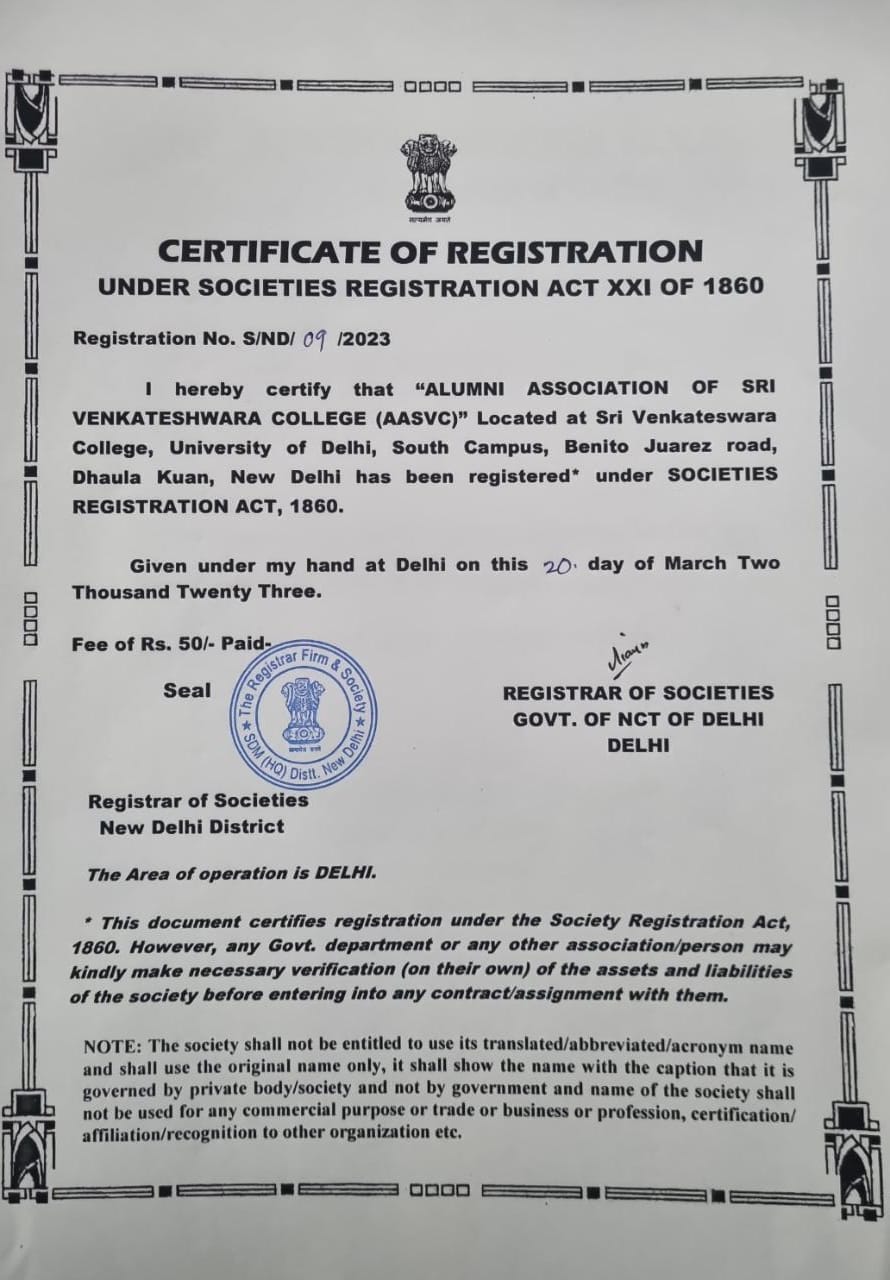 सत्यमेव जयते
CERTIFICATE OF REGISTRATION
UNDER SOCIETIES REGISTRATION ACT XXI OF 1860
Registration No. S/ND/ 09 /2023
I hereby certify that “ALUMNI ASSOCIATION OF SRI
VENKATESHWARA COLLEGE (AASVC)” Located at Sri Venkateswara
College, University of Delhi, South Campus, Benito Juarez road,
Dhaula Kuan, New Delhi has been registered* under SOCIETIES
REGISTRATION ACT, 1860.
Given under my hand at Delhi on this 20. day of March Two
Thousand Twenty Three.
Fee of Rs. 50/- Paid-
Seal
The Registrar Firm & Society
SDM (HQ) Distt. New Delhi
सत्यमेव जयते
REGISTRAR OF SOCIETIES
GOVT. OF NCT OF DELHI
DELHI
Registrar of Societies
New Delhi District
The Area of operation is DELHI.
* This document certifies registration under the Society Registration Act,
1860. However, any Govt. department or any other association/person may
kindly make necessary verification (on their own) of the assets and liabilities
of the society before entering into any contract/assignment with them.
NOTE: The society shall not be entitled to use its translated/abbreviated/acronym name
and shall use the original name only, it shall show the name with the caption that it is
governed by private body/society and not by government and name of the society shall
not be used for any commercial purpose or trade or business or profession, certification/
affiliation/recognition to other organization etc.